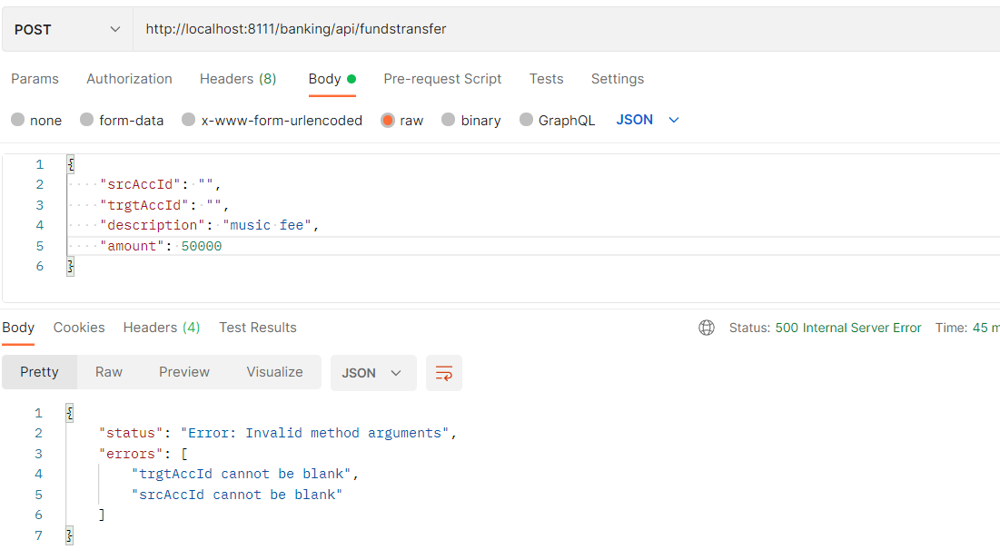 POST http://localhost:8111/banking/api/fundstransfer
Params Authorization Headers (8) Body Pre-request Script Tests Settings
none form-data x-www-form-urlencoded raw binary GraphQL JSON
1 {
2 "srcAccId": "",
3 "trgtAccId": "",
4 "description": "music fee",
5 "amount": 50000
6 }
Body Cookies Headers (4) Test Results Status: 500 Internal Server Error Time: 45 m
Pretty Raw Preview Visualize JSON
1 {
2 "status": "Error: Invalid method arguments",
3 "errors": [
4 "trgtAccId cannot be blank",
5 "srcAccId cannot be blank"
6 ]
7 }